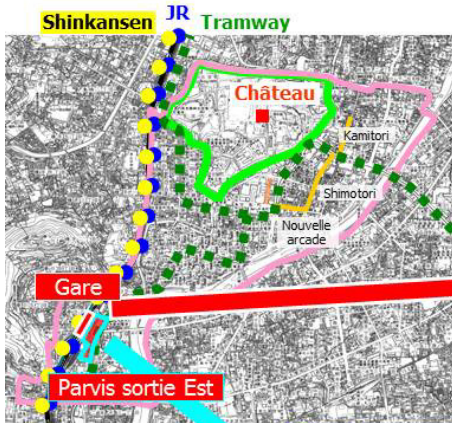 Shinkansen JR Tramway
Château
Kamitori
Shimotori
Nouvelle
arcade
Gare
Parvis sortie Est